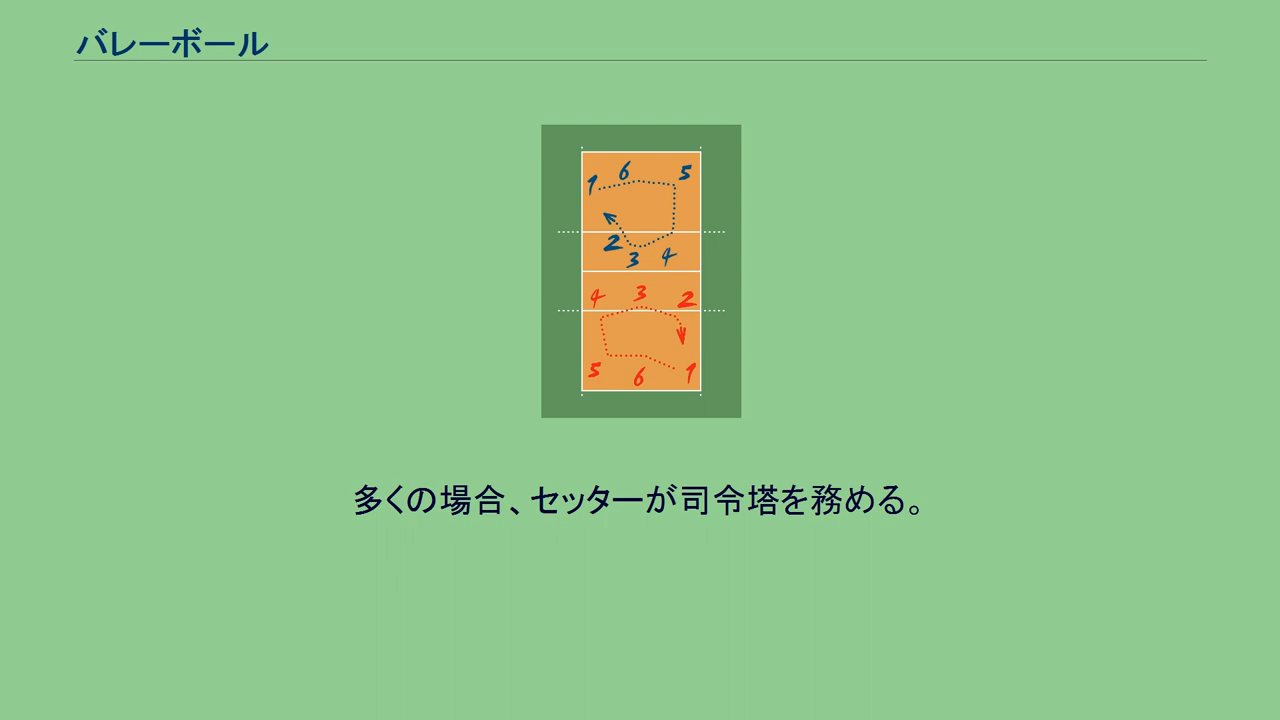 バレーボール
1 6 5
2 3 4
4 3 2
5 6 1
多くの場合、セッターが司令塔を務める。